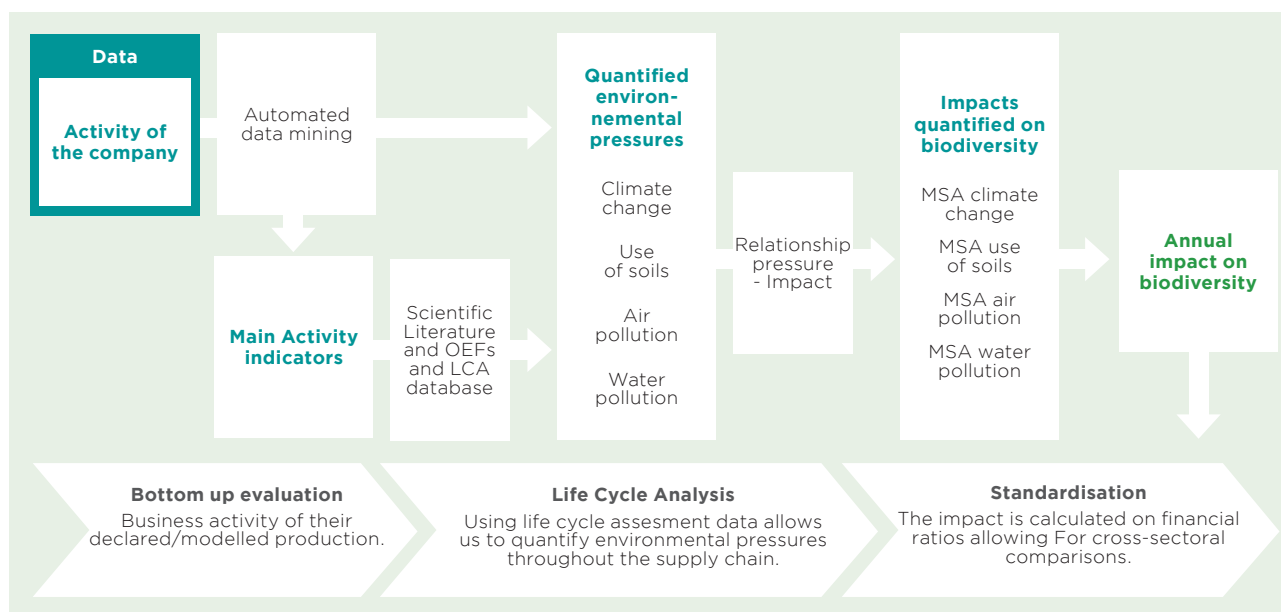 Data
Activity of
the company
Automated
data mining
Main Activity
indicators
Scientific
Literature
and OEFs
and LCA
database
Quantified
environ-
nemental
pressures
Climate
change
Use
of soils
Air
pollution
Water
pollution
Relationship
pressure
- Impact
Impacts
quantified on
biodiversity
MSA climate
change
MSA use
of soils
MSA air
pollution
MSA water
pollution
Annual
impact on
biodiversity
Bottom up evaluation
Business activity of their
declared/modelled production.
Life Cycle Analysis
Using life cycle assesment data allows
us to quantify environmental pressures
throughout the supply chain.
Standardisation
The impact is calculated on financial
ratios allowing For cross-sectoral
comparisons.